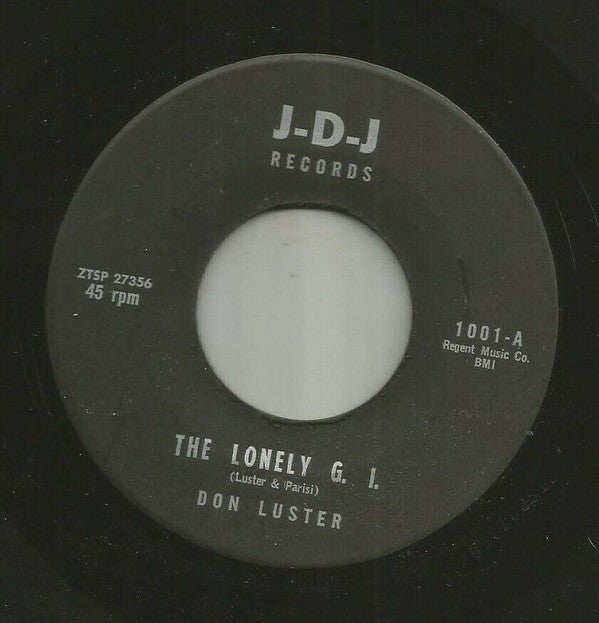 J-D-J
RECORDS
ZTSP 27356
45 rpm
1001-A
Regent Music Co.
BMI
THE LONELY G. I.
(Luster & Parisi)
DON LUSTER